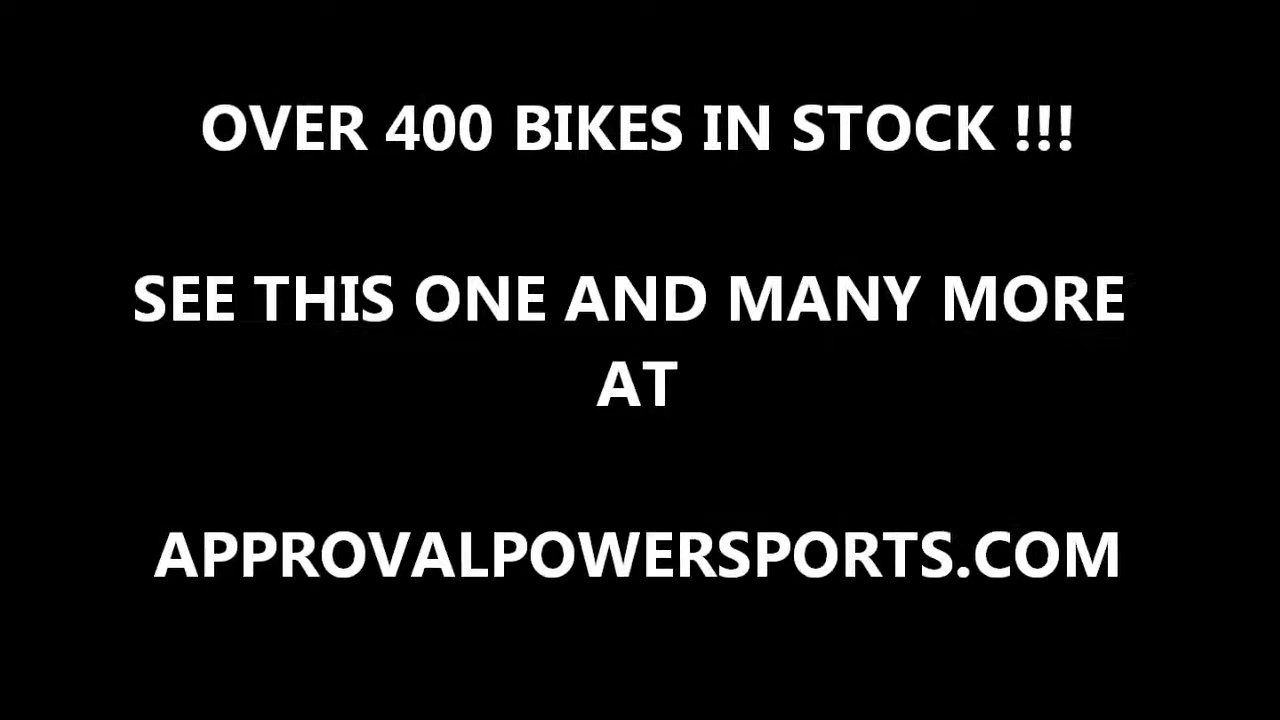 OVER 400 BIKES IN STOCK !!!
SEE THIS ONE AND MANY MORE
AT
APPROVALPOWERSPORTS.COM